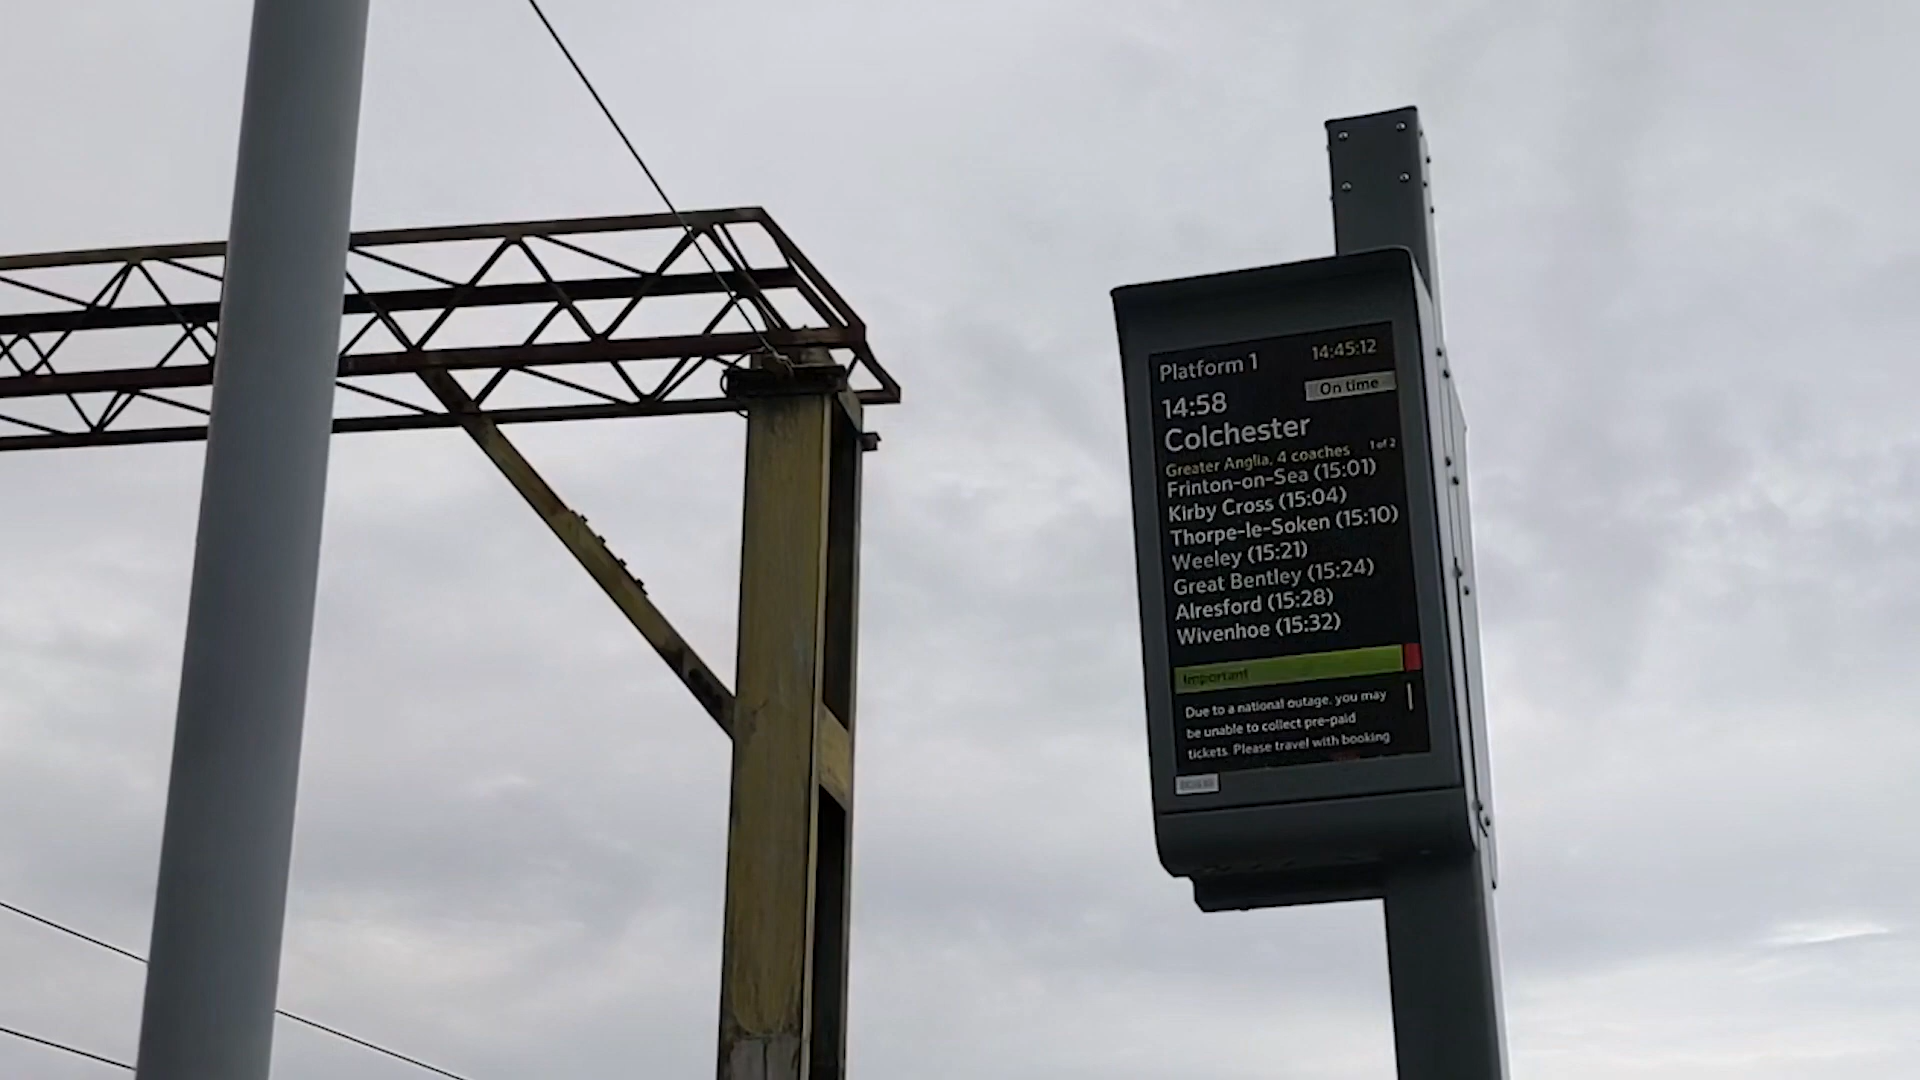 Platform 1 14:45:12
14:58 On time
Colchester
Greater Anglia, 4 coaches 1 of 2
Frinton-on-Sea (15:01)
Kirby Cross (15:04)
Thorpe-le-Soken (15:10)
Weeley (15:21)
Great Bentley (15:24)
Alresford (15:28)
Wivenhoe (15:32)
Important
Due to a national outage, you may
be unable to collect pre-paid
tickets. Please travel with booking